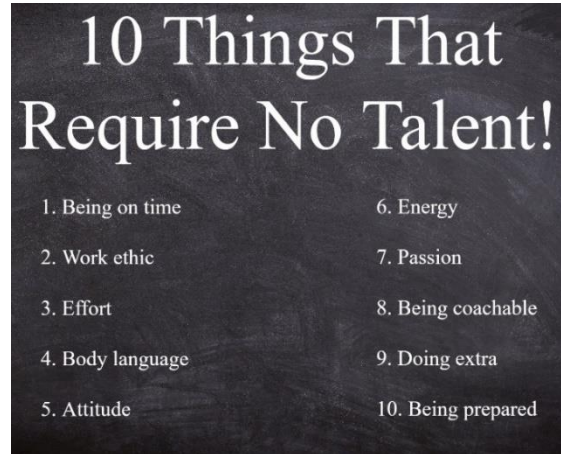 10 Things That
Require No Talent!
1. Being on time
2. Work ethic
3. Effort
4. Body language
5. Attitude
6. Energy
7. Passion
8. Being coachable
9. Doing extra
10. Being prepared